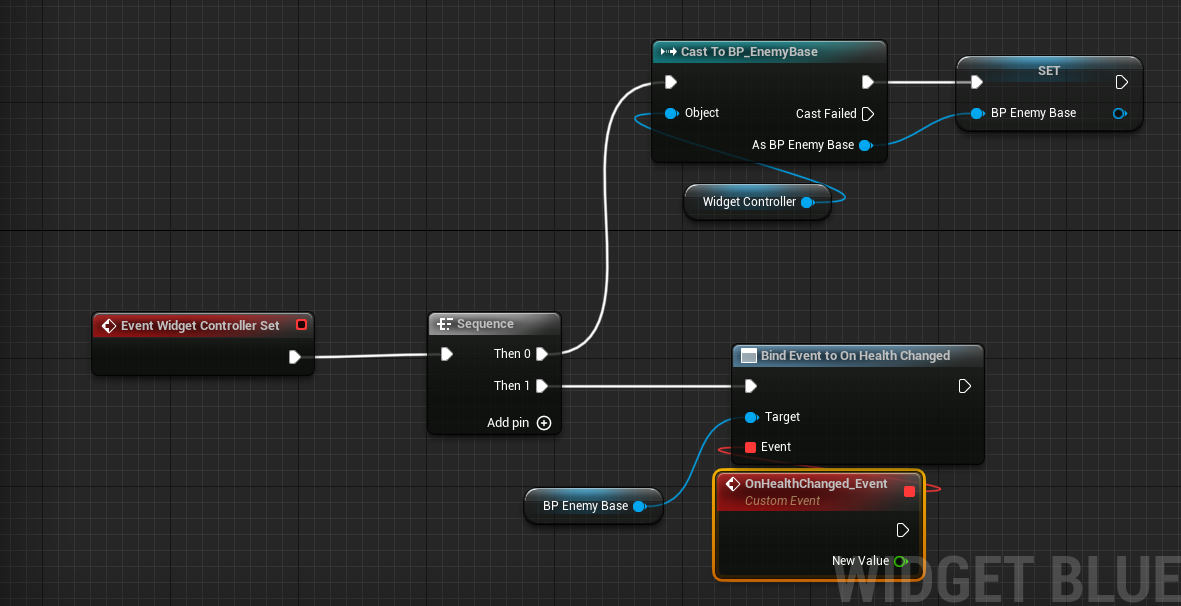 Cast To BP_EnemyBase
SET
Object
Cast Failed
BP Enemy Base
As BP Enemy Base
Widget Controller
Event Widget Controller Set
Sequence
Then 0
Then 1
Add pin
Bind Event to On Health Changed
Target
Event
BP Enemy Base
OnHealthChanged_Event
Custom Event
New Value
WIDGET BLUE